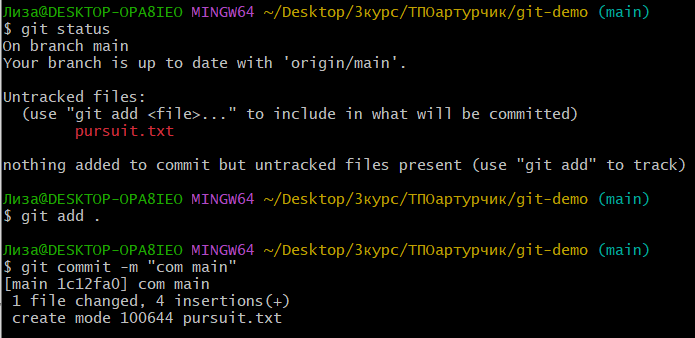 Лиза@DESKTOP-OPA8IEO MINGW64 ~/Desktop/3курс/ТПОартурчик/git-demo (main)
$ git status
On branch main
Your branch is up to date with 'origin/main'.

Untracked files:
  (use "git add <file>..." to include in what will be committed)
        pursuit.txt

nothing added to commit but untracked files present (use "git add" to track)

Лиза@DESKTOP-OPA8IEO MINGW64 ~/Desktop/3курс/ТПОартурчик/git-demo (main)
$ git add .

Лиза@DESKTOP-OPA8IEO MINGW64 ~/Desktop/3курс/ТПОартурчик/git-demo (main)
$ git commit -m "com main"
[main 1c12fa0] com main
 1 file changed, 4 insertions(+)
 create mode 100644 pursuit.txt